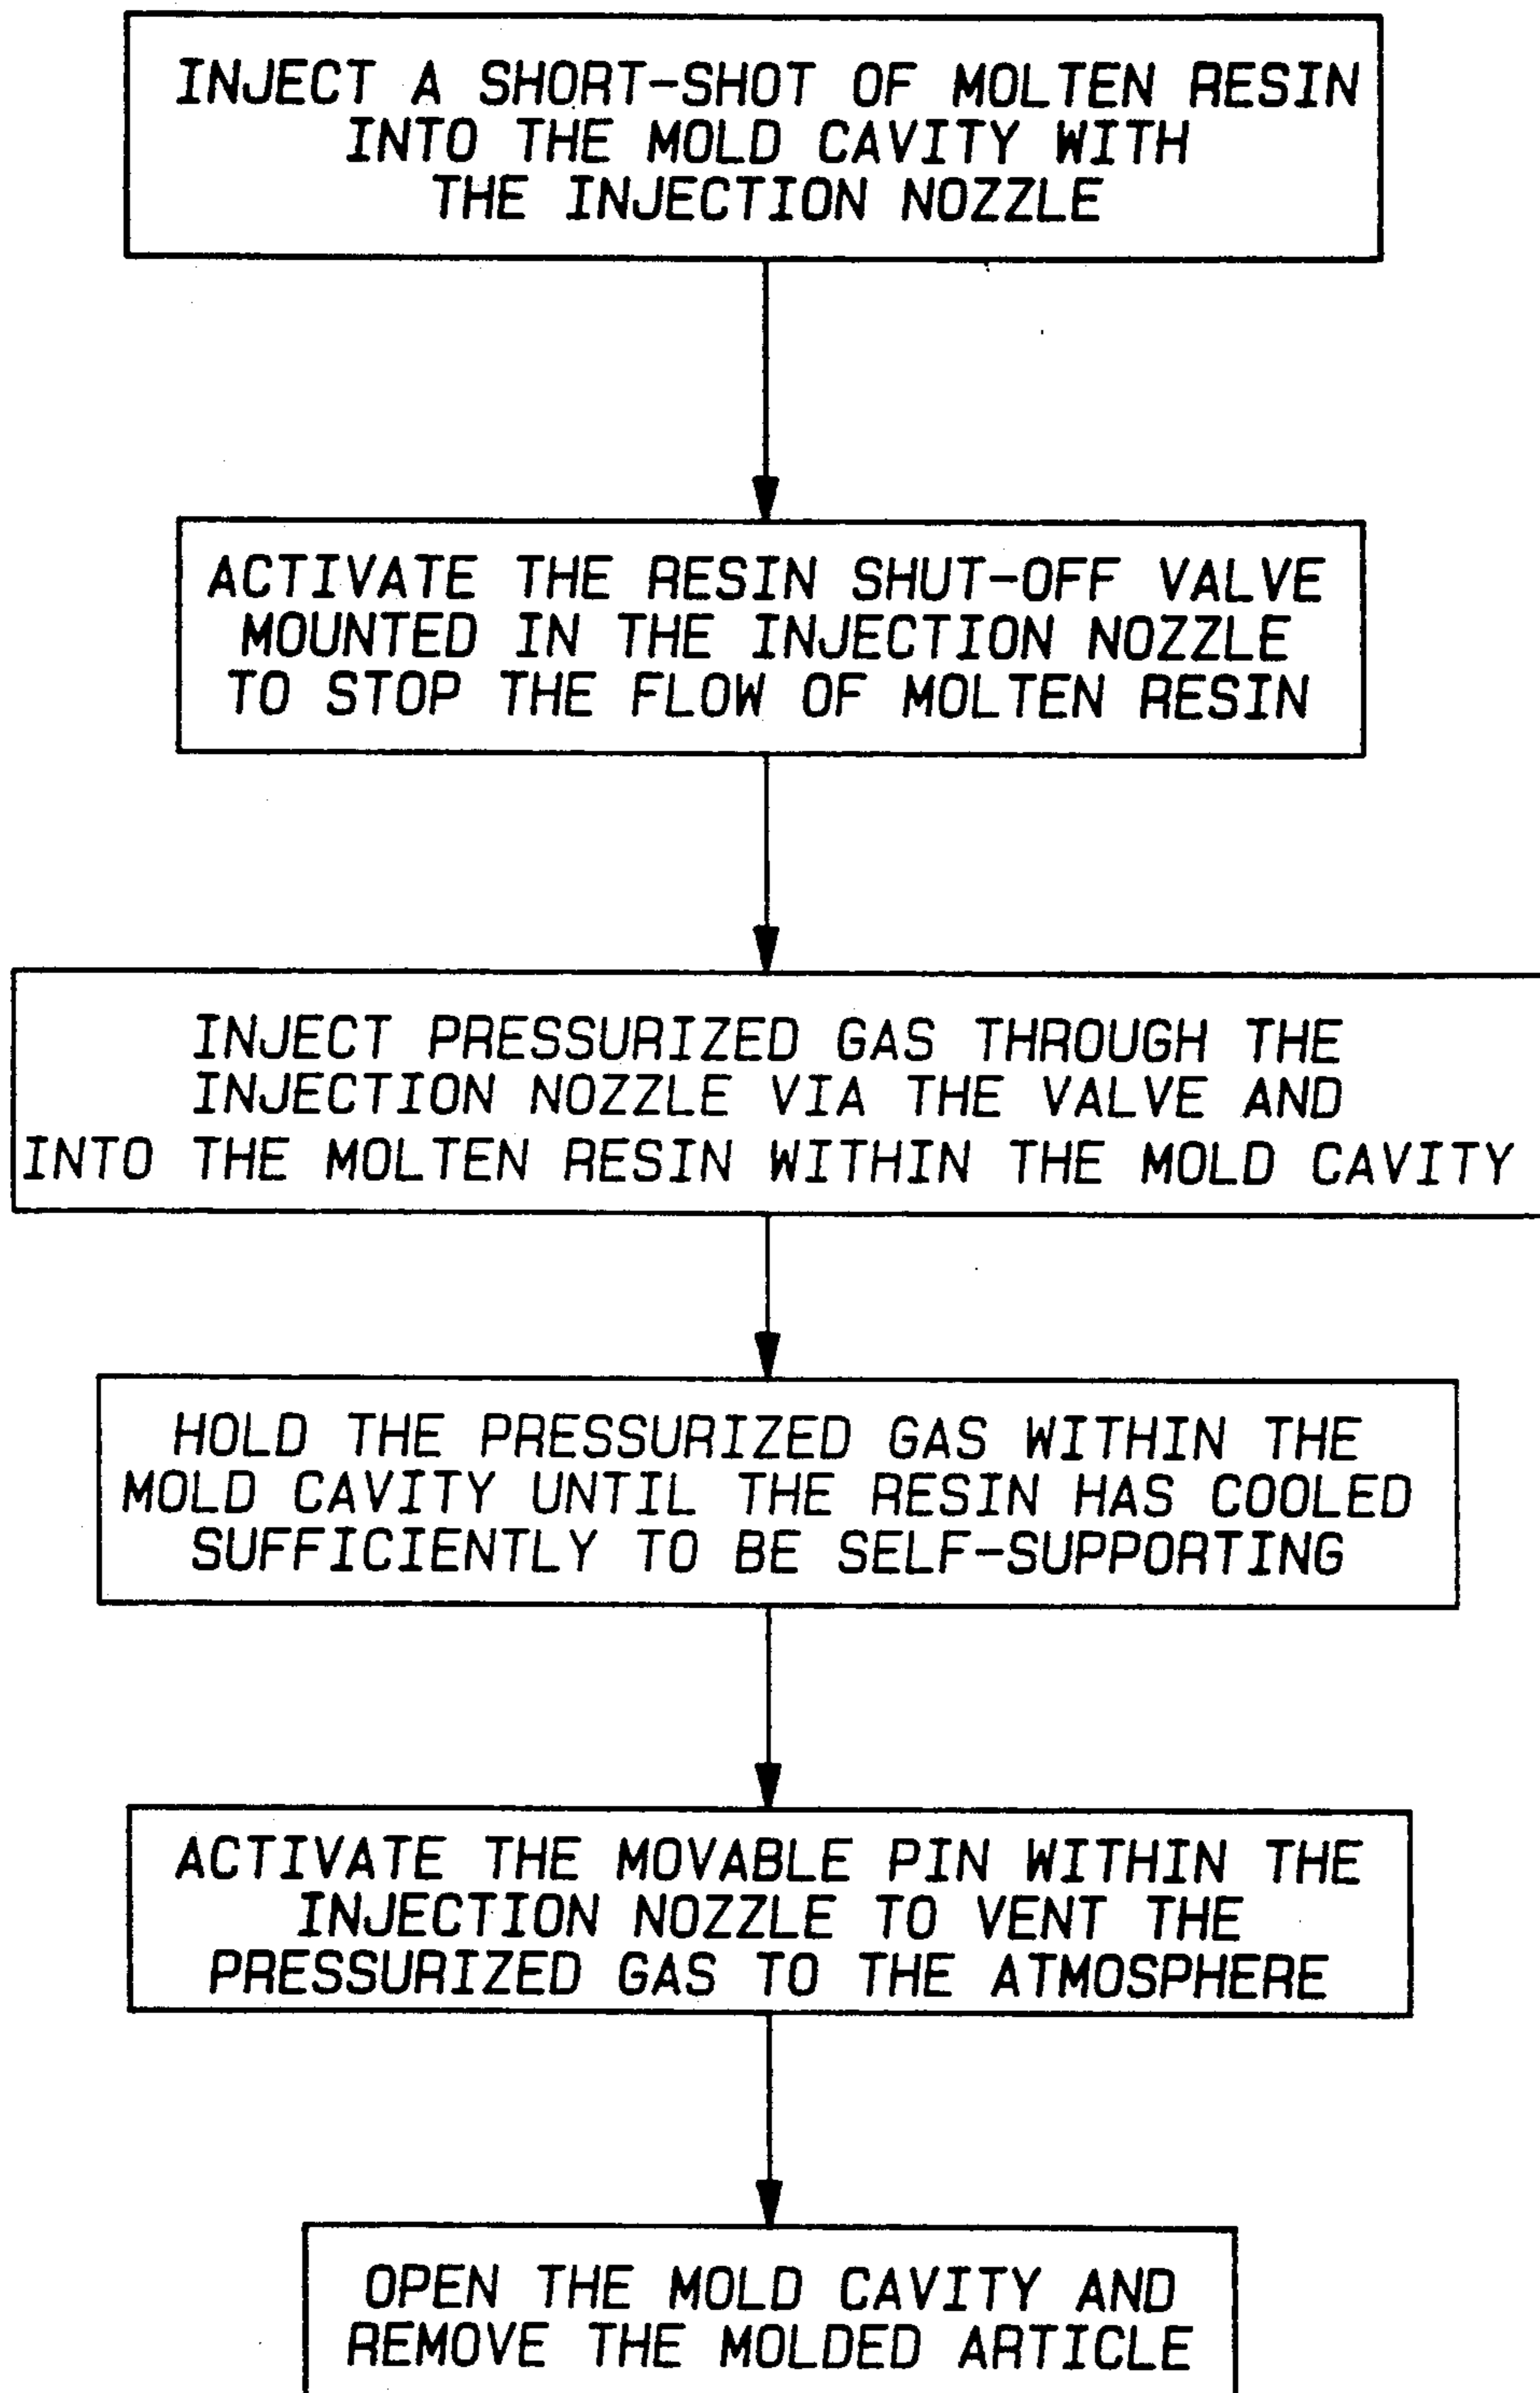 INJECT A SHORT-SHOT OF MOLTEN RESIN
INTO THE MOLD CAVITY WITH
THE INJECTION NOZZLE
ACTIVATE THE RESIN SHUT-OFF VALVE
MOUNTED IN THE INJECTION NOZZLE
TO STOP THE FLOW OF MOLTEN RESIN
INJECT PRESSURIZED GAS THROUGH THE
INJECTION NOZZLE VIA THE VALVE AND
INTO THE MOLTEN RESIN WITHIN THE MOLD CAVITY
HOLD THE PRESSURIZED GAS WITHIN THE
MOLD CAVITY UNTIL THE RESIN HAS COOLED
SUFFICIENTLY TO BE SELF-SUPPORTING
ACTIVATE THE MOVABLE PIN WITHIN THE
INJECTION NOZZLE TO VENT THE
PRESSURIZED GAS TO THE ATMOSPHERE
OPEN THE MOLD CAVITY AND
REMOVE THE MOLDED ARTICLE